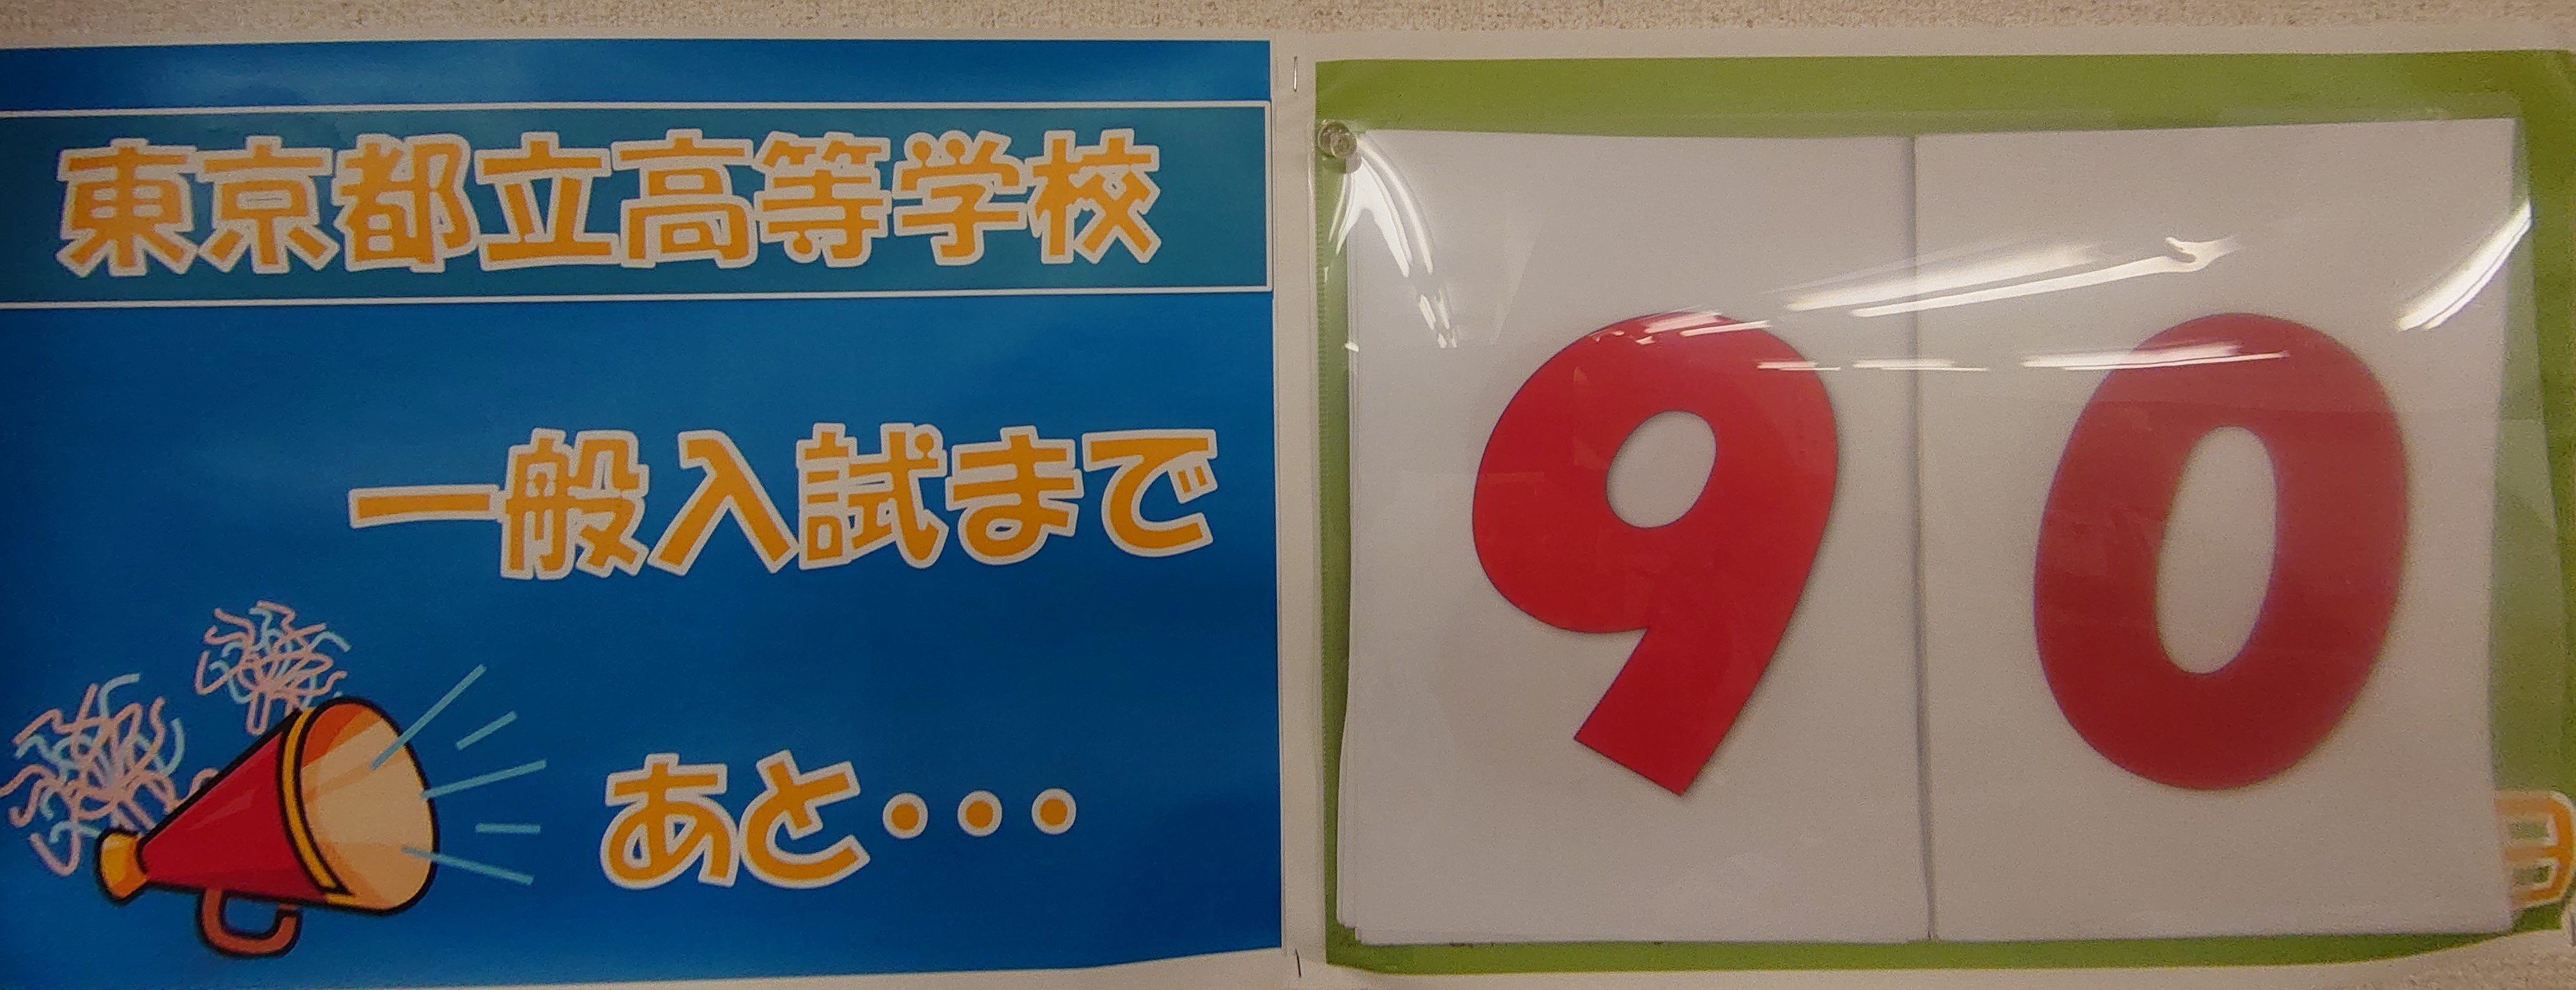 東京都立高等学校
一般入試まで
あと・・・
90
日